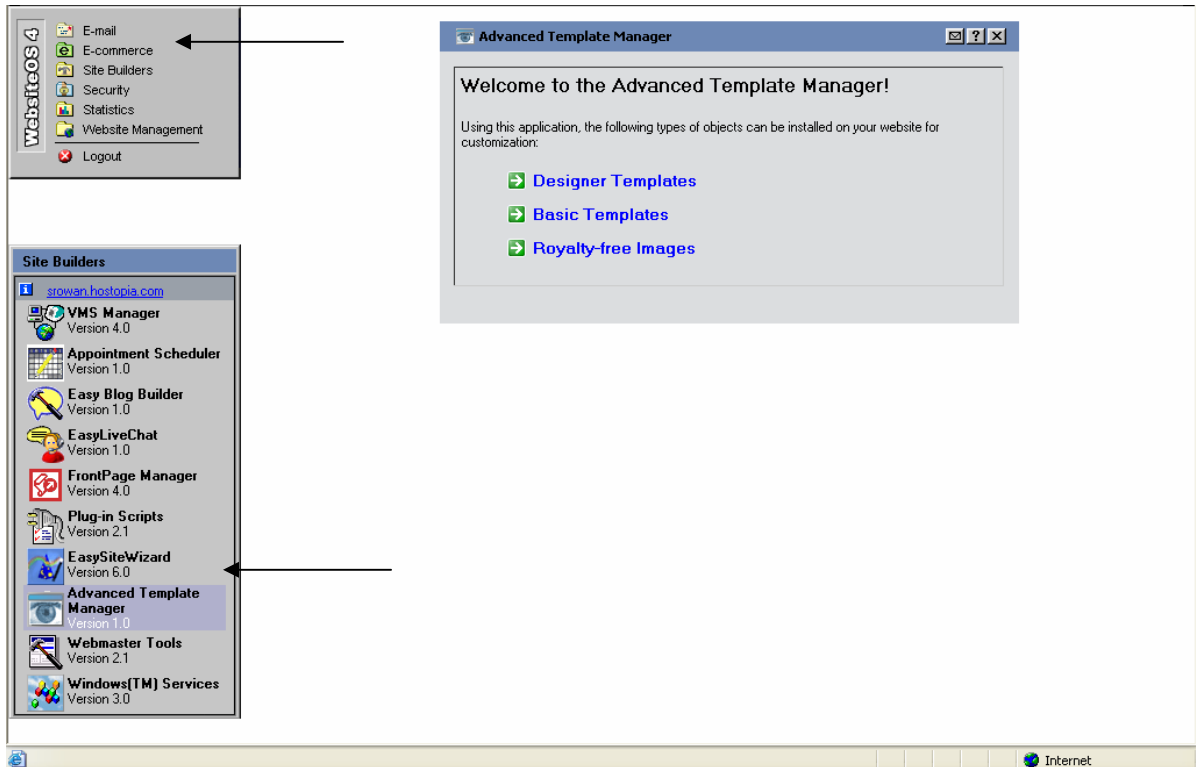 WebsiteOS 4
E-mail
E-commerce
Site Builders
Security
Statistics
Website Management
Logout
Advanced Template Manager
Welcome to the Advanced Template Manager!
Using this application, the following types of objects can be installed on your website for
customization:
Designer Templates
Basic Templates
Royalty-free Images
Site Builders
srowan.hostopia.com
VMS Manager
Version 4.0
Appointment Scheduler
Version 1.0
Easy Blog Builder
Version 1.0
EasyLiveChat
Version 1.0
FrontPage Manager
Version 4.0
Plug-in Scripts
Version 2.1
EasySiteWizard
Version 6.0
Advanced Template
Manager
Version 1.0
Webmaster Tools
Version 2.1
Windows(TM) Services
Version 3.0
Internet